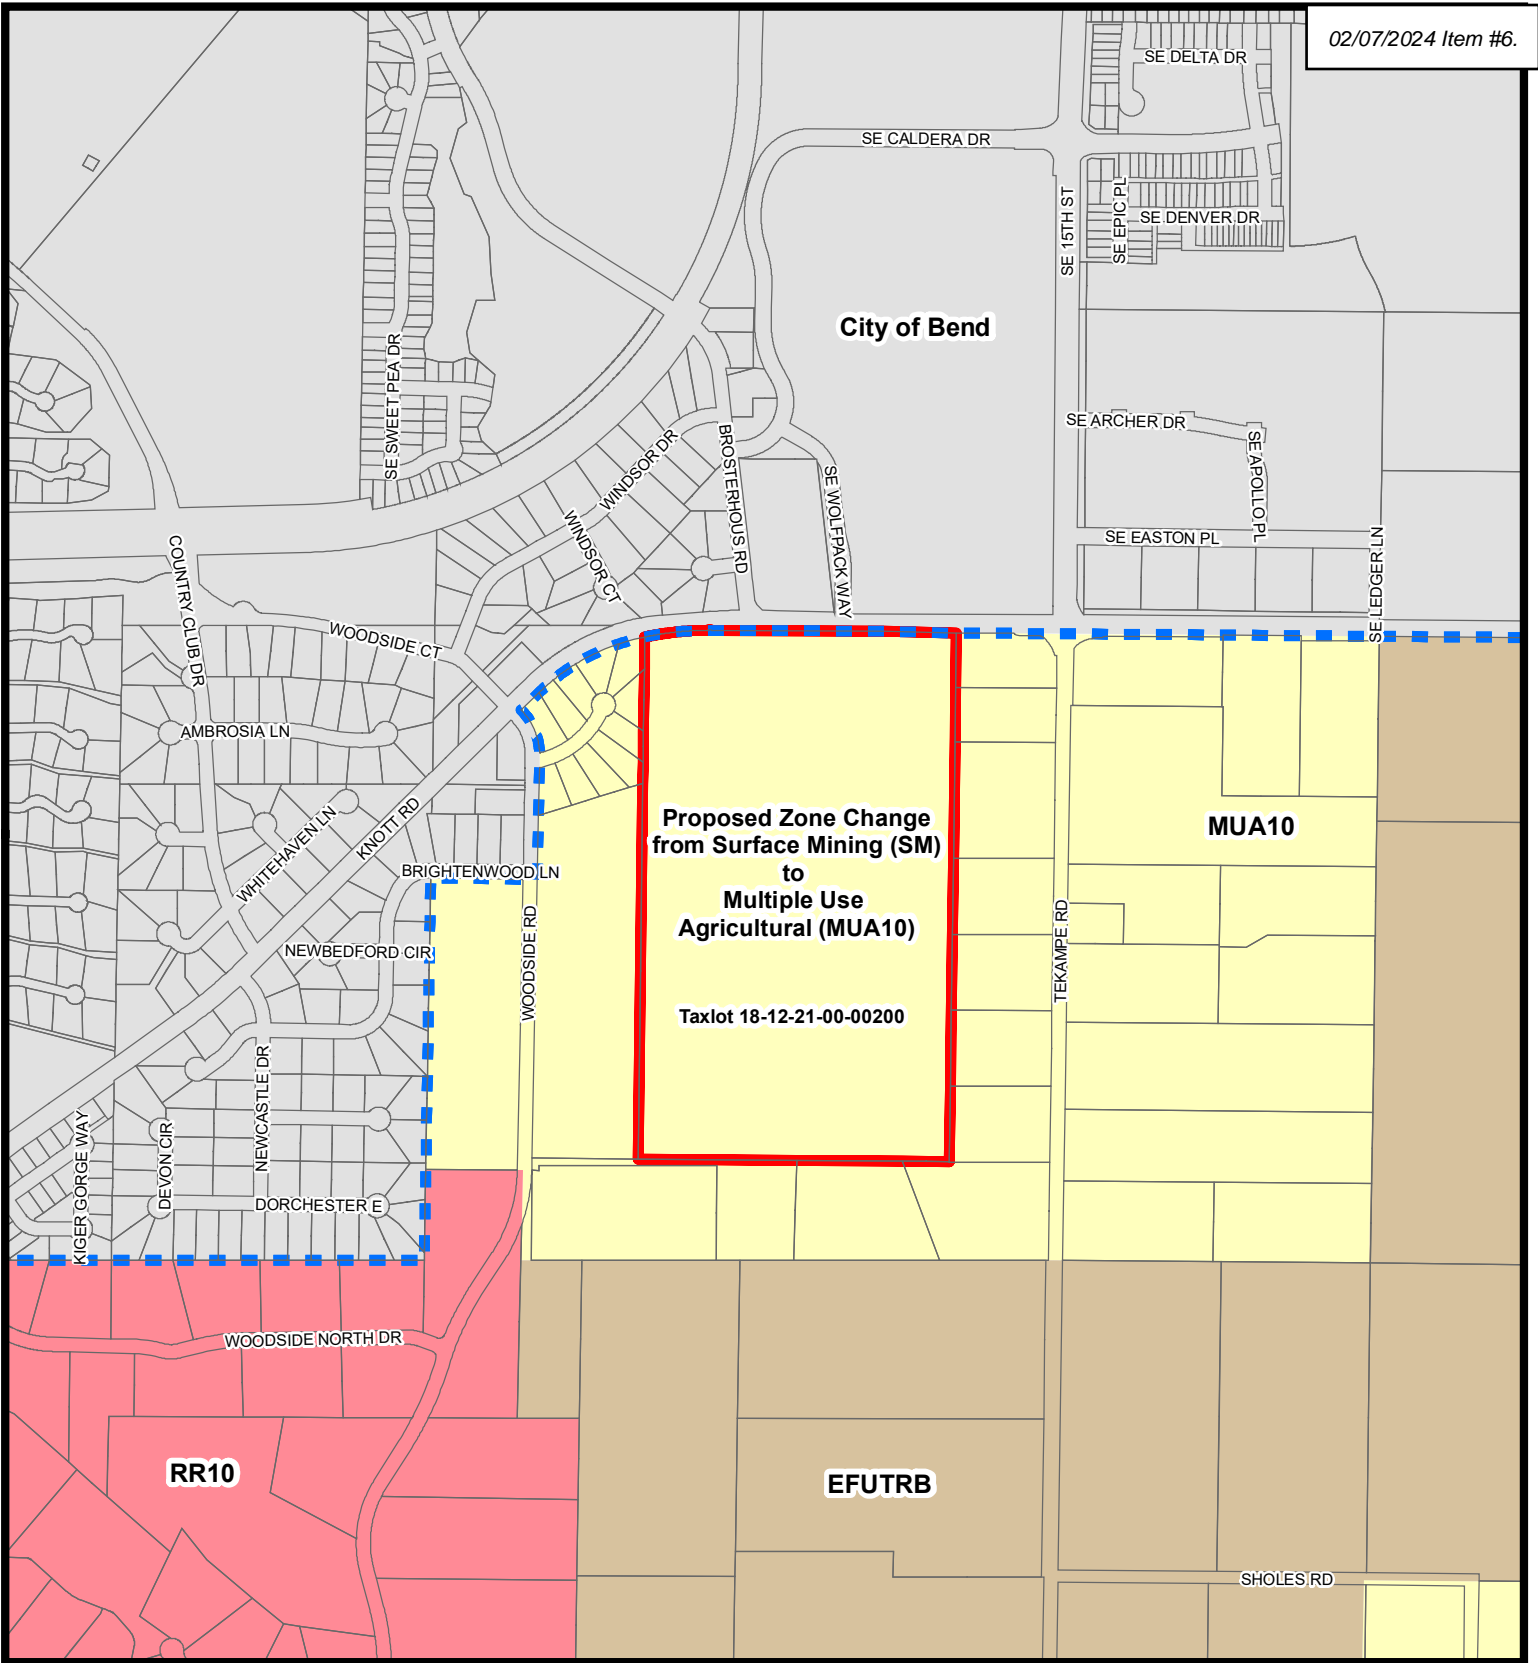 02/07/2024 Item #6.
SE DELTA DR
SE CALDERA DR
SE 15TH ST
SE EPIC PL
SE DENVER DR
City of Bend
SE SWEET PEA DR
SE ARCHER DR
SE APOLLO PL
WINDSOR DR
BROSTERHOUS RD
SE WOLFPACK WAY
WINDSOR CT
SE EASTON PL
SE LEDGER LN
COUNTRY CLUB DR
WOODSIDE CT
AMBROSIA LN
KNOTT RD
WHITEHAVEN LN
BRIGHTENWOOD LN
Proposed Zone Change
from Surface Mining (SM)
to
Multiple Use
Agricultural (MUA10)
MUA10
NEWBEDFORD CIR
WOODSIDE RD
TEKAMPE RD
Taxlot 18-12-21-00-00200
NEWCASTLE DR
KIGER GORGE WAY
DEVON CIR
DORCHESTER E
WOODSIDE NORTH DR
RR10
EFUTRB
SHOLES RD